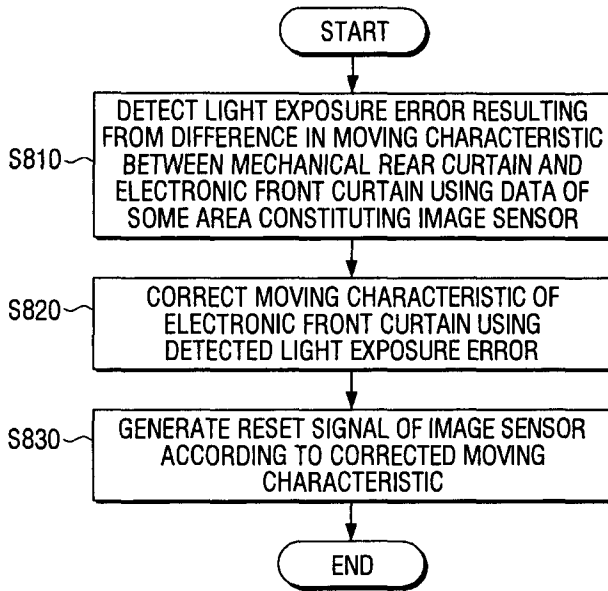 START
S810
DETECT LIGHT EXPOSURE ERROR RESULTING
FROM DIFFERENCE IN MOVING CHARACTERISTIC
BETWEEN MECHANICAL REAR CURTAIN AND
ELECTRONIC FRONT CURTAIN USING DATA OF
SOME AREA CONSTITUTING IMAGE SENSOR
S820
CORRECT MOVING CHARACTERISTIC OF
ELECTRONIC FRONT CURTAIN USING
DETECTED LIGHT EXPOSURE ERROR
S830
GENERATE RESET SIGNAL OF IMAGE SENSOR
ACCORDING TO CORRECTED MOVING
CHARACTERISTIC
END